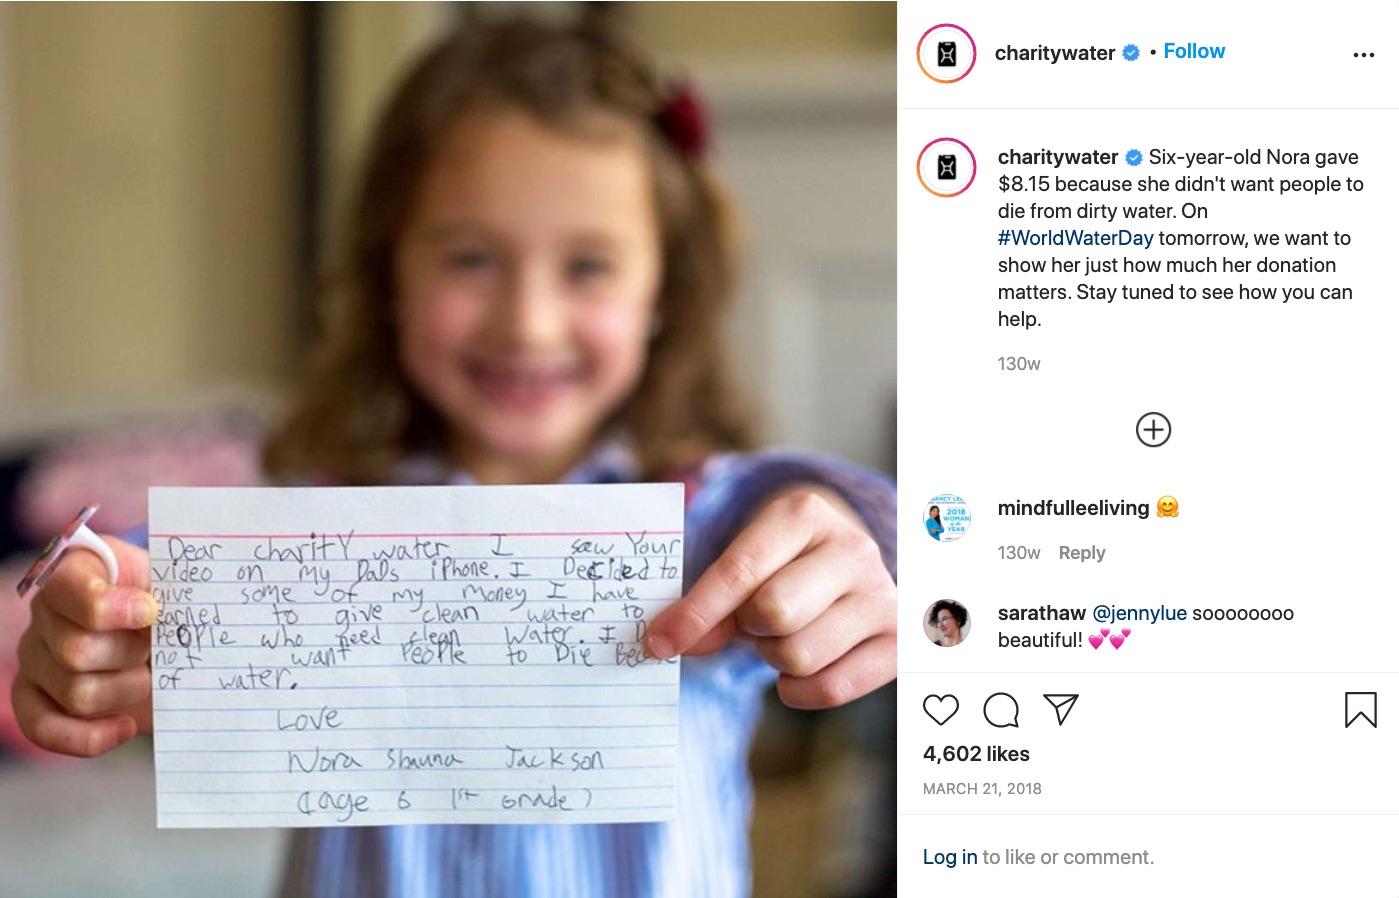 Dear charity water I saw Your
video on my Dads iPhone. I Decided to
give some of my money I have
earned to give clean water to
PeoPle who need clean water. I
not want PeoPle to Die
of water.
Love
Nora Shauna Jackson
(age 6 1st Grade)
charitywater • Follow
charitywater Six-year-old Nora gave
$8.15 because she didn't want people to
die from dirty water. On
#WorldWaterDay tomorrow, we want to
show her just how much her donation
matters. Stay tuned to see how you can
help.
130w
2018
WOMAN
of the
YEAR
mindfulleeliving 🤗
130w Reply
sarathaw @jennylue soooooooo
beautiful! 💕💕
4,602 likes
MARCH 21, 2018
Log in to like or comment.